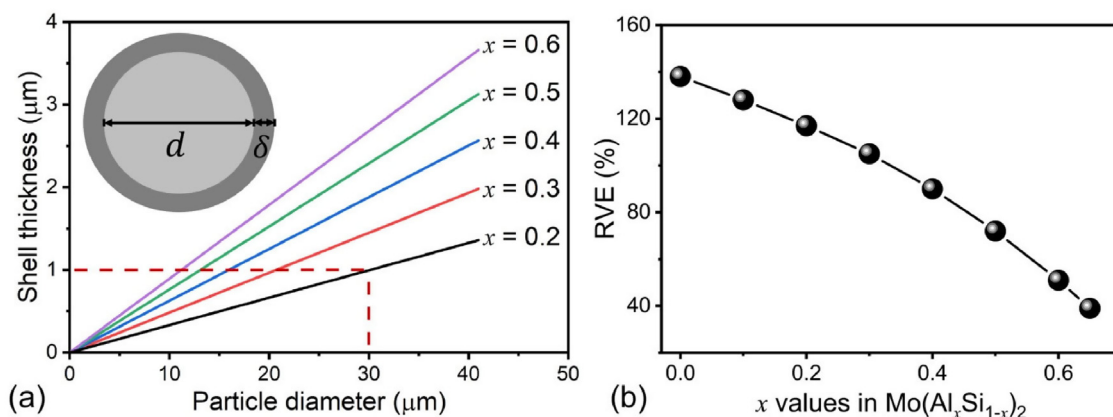 4
3
2
1
0
Shell thickness (μm)
d
δ
x = 0.6
x = 0.5
x = 0.4
x = 0.3
x = 0.2
0 10 20 30 40 50
(a) Particle diameter (μm)
160
120
80
40
RVE (%)
0.0 0.2 0.4 0.6
(b) x values in Mo(AlxSi1-x)2